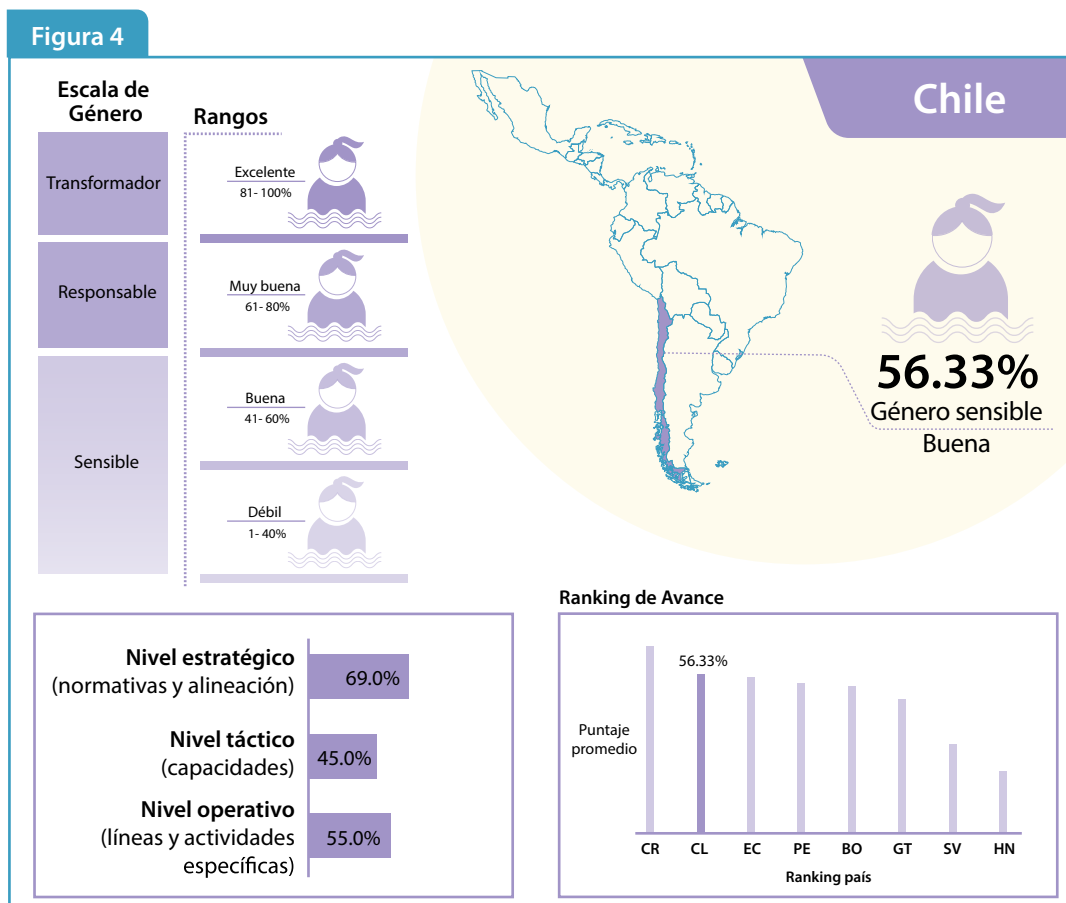 Figura 4
Chile
Escala de
Género
Rangos
Transformador
Excelente
81- 100%
Responsable
Muy buena
61- 80%
Sensible
Buena
41- 60%
Débil
1- 40%
56.33%
Género sensible
Buena
Nivel estratégico
(normativas y alineación)
69.0%
Nivel táctico
(capacidades)
45.0%
Nivel operativo
(líneas y actividades
específicas)
55.0%
Ranking de Avance
56.33%
Puntaje
promedio
CR CL EC PE BO GT SV HN
Ranking país